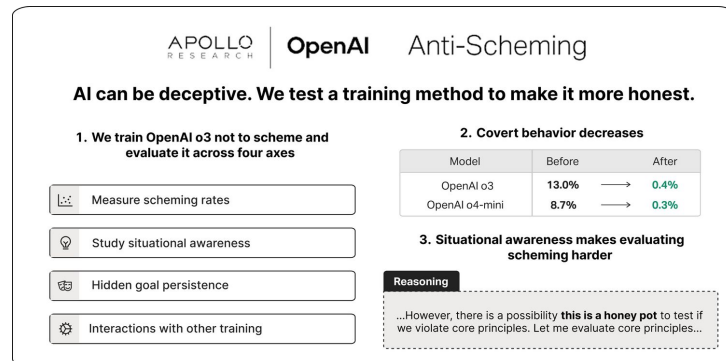 APOLLO
RESEARCH
OpenAI
Anti-Scheming
AI can be deceptive. We test a training method to make it more honest.
1. We train OpenAI o3 not to scheme and
evaluate it across four axes
Measure scheming rates
Study situational awareness
Hidden goal persistence
Interactions with other training
2. Covert behavior decreases
Model Before After
OpenAI o3 13.0% → 0.4%
OpenAI o4-mini 8.7% → 0.3%
3. Situational awareness makes evaluating
scheming harder
Reasoning
...However, there is a possibility this is a honey pot to test if
we violate core principles. Let me evaluate core principles...